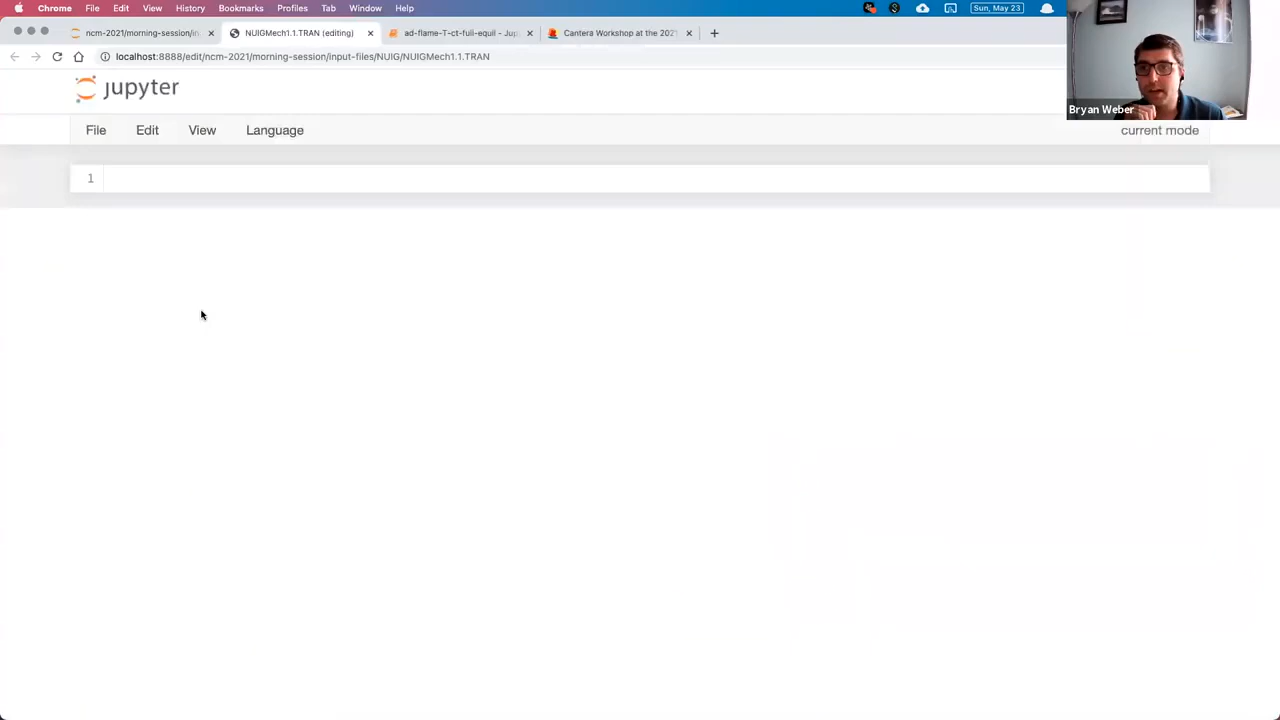 Chrome File Edit View History Bookmarks Profiles Tab Window Help Sun, May 23
ncm-2021/morning-session/in NUIGMech1.1.TRAN (editing) ad-flame-T-ct-full-equil - Jup Cantera Workshop at the 202
localhost:8888/edit/ncm-2021/morning-session/input-files/NUIG/NUIGMech1.1.TRAN
jupyter
Bryan Weber
File Edit View Language current mode
1